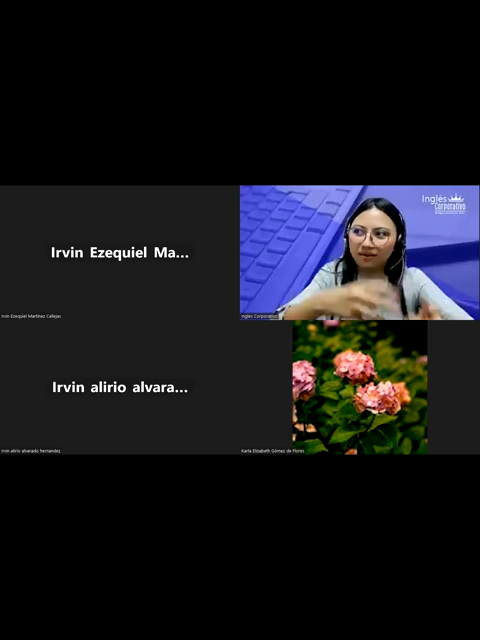 Irvin Ezequiel Ma...
Irvin Ezequiel Martínez Callejas
Inglés
Corporativo
Inglés Corporativo
Irvin alirio alvara...
Irvin alirio alvarado hernandez
Karla Elizabeth Gómez de Flores